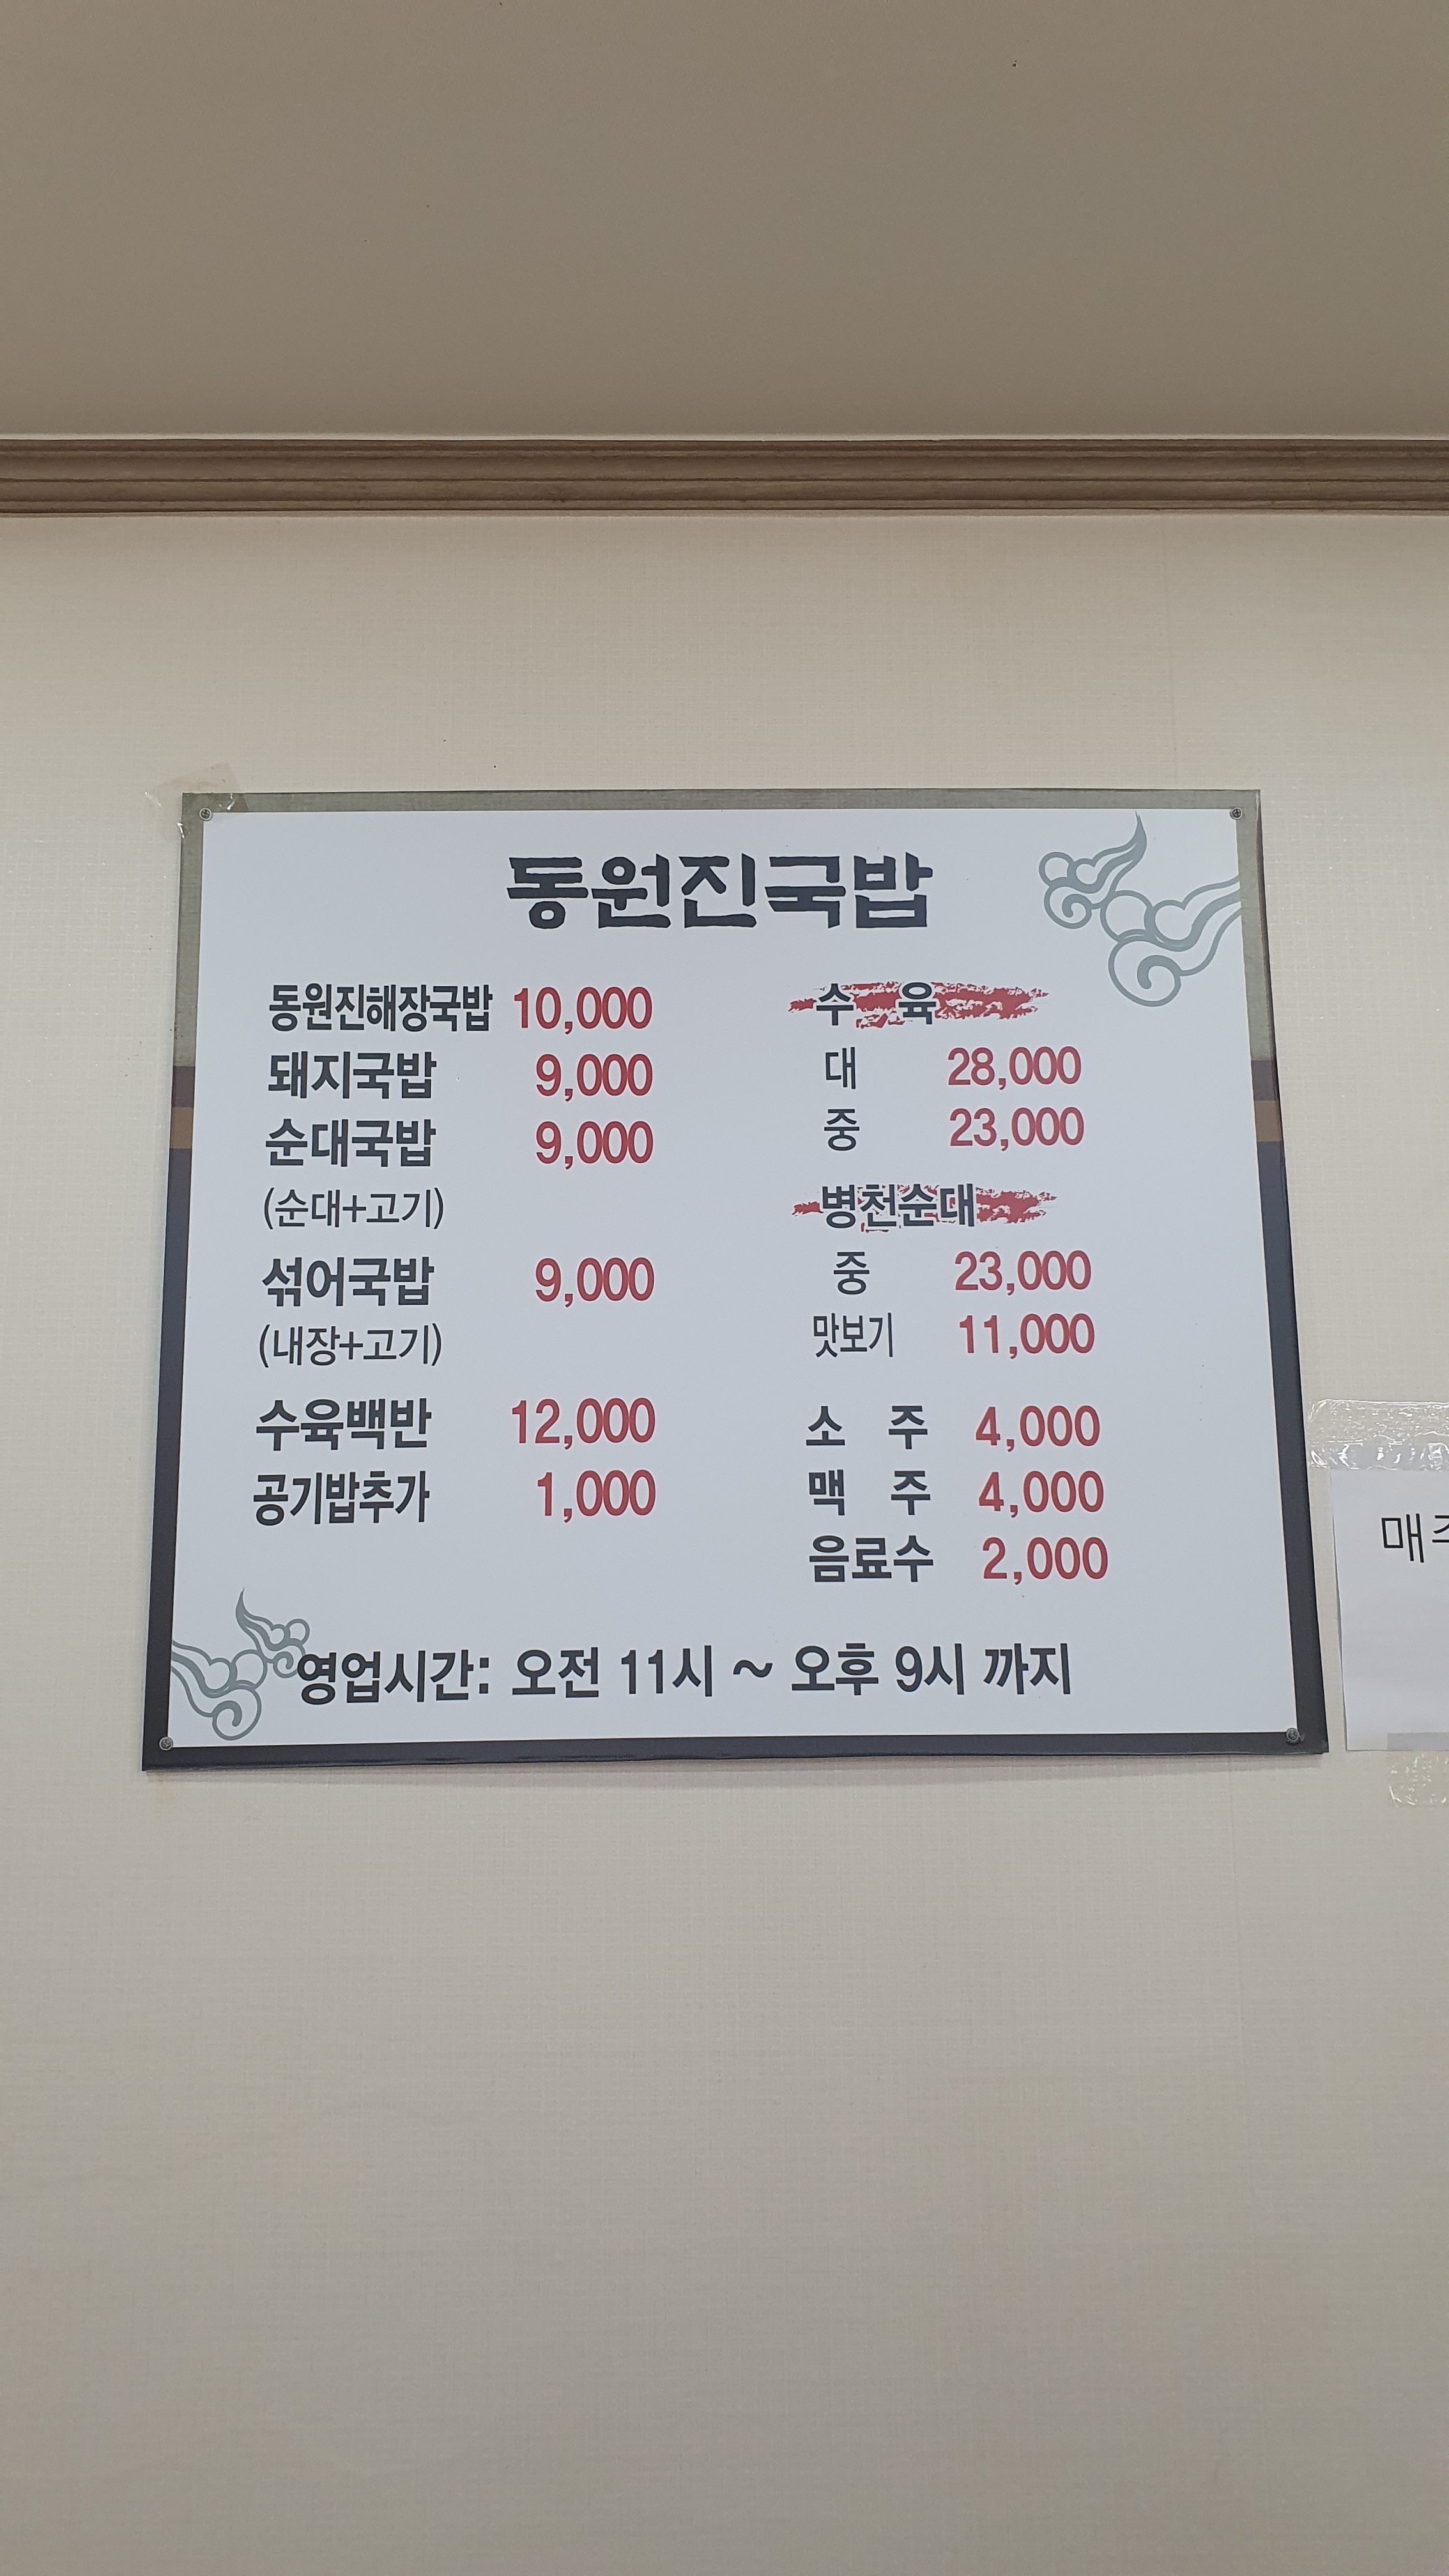 동원진국밥
동원진해장국밥 10,000
돼지국밥 9,000
순대국밥 9,000
(순대+고기)
섞어국밥 9,000
(내장+고기)
수육백반 12,000
공기밥추가 1,000
수 육
대 28,000
중 23,000
병천순대
중 23,000
맛보기 11,000
소 주 4,000
맥 주 4,000
음료수 2,000
영업시간: 오전 11시 ~ 오후 9시 까지